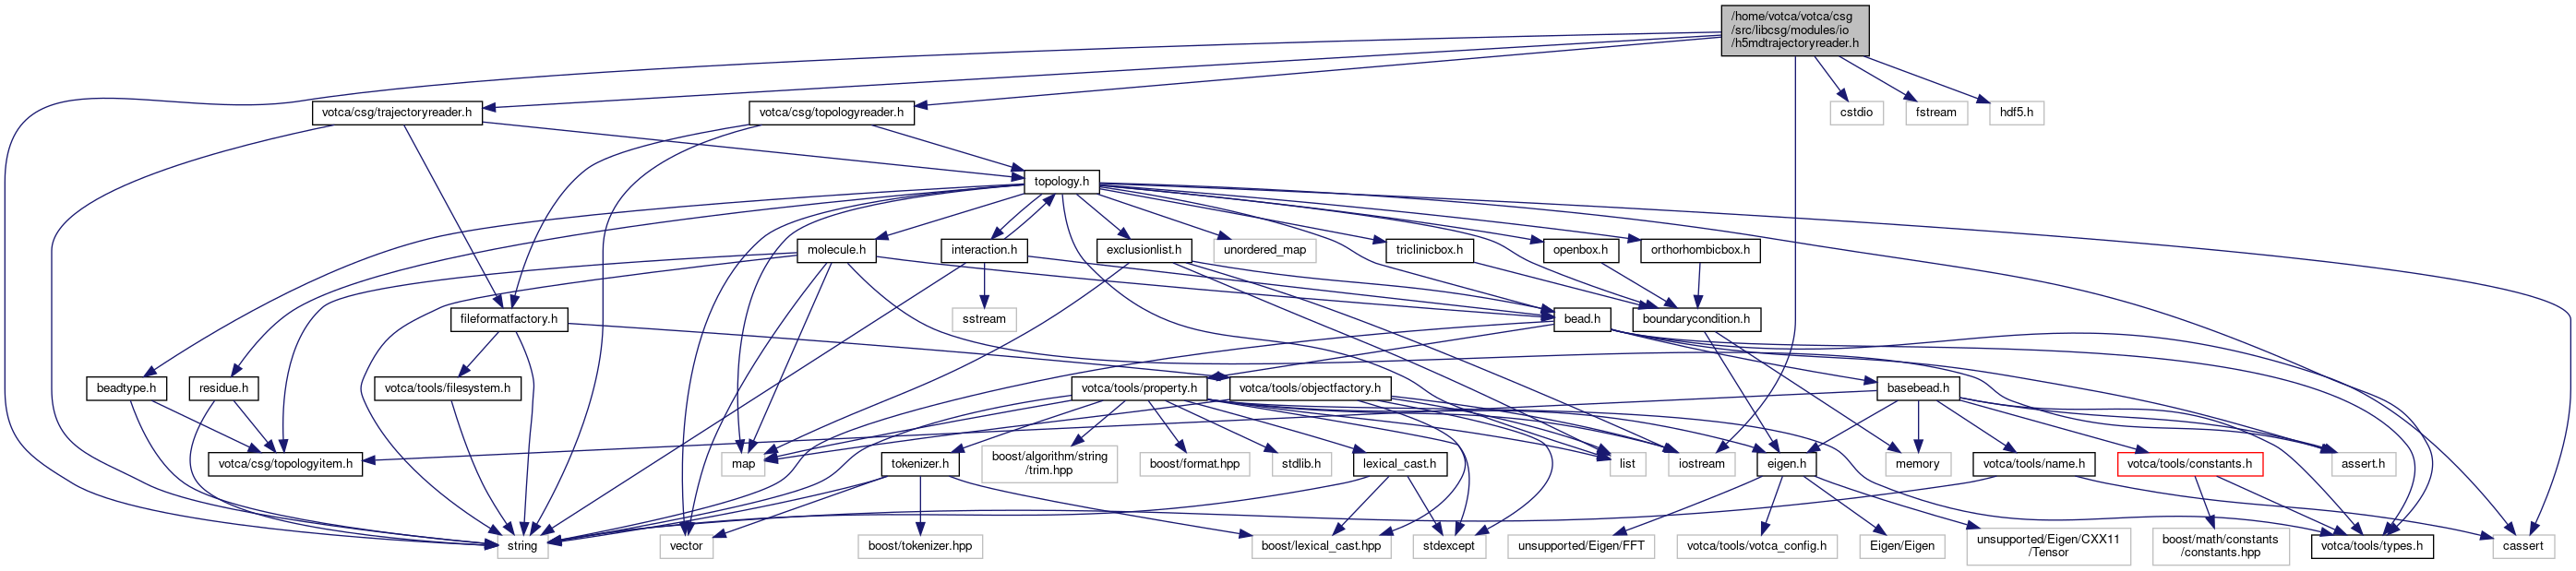 /home/votca/votca/csg
/src/libcsg/modules/io
/h5mdtrajectoryreader.h
votca/csg/trajectoryreader.h
votca/csg/topologyreader.h
cstdio
fstream
hdf5.h
topology.h
molecule.h
interaction.h
exclusionlist.h
unordered_map
triclinicbox.h
openbox.h
orthorhombicbox.h
fileformatfactory.h
sstream
bead.h
boundarycondition.h
beadtype.h
residue.h
votca/tools/filesystem.h
votca/tools/property.h
votca/tools/objectfactory.h
basebead.h
votca/csg/topologyitem.h
map
tokenizer.h
boost/algorithm/string
/trim.hpp
boost/format.hpp
stdlib.h
lexical_cast.h
list
iostream
eigen.h
memory
votca/tools/name.h
votca/tools/constants.h
assert.h
string
vector
boost/tokenizer.hpp
boost/lexical_cast.hpp
stdexcept
unsupported/Eigen/FFT
votca/tools/votca_config.h
Eigen/Eigen
unsupported/Eigen/CXX11
/Tensor
boost/math/constants
/constants.hpp
votca/tools/types.h
cassert